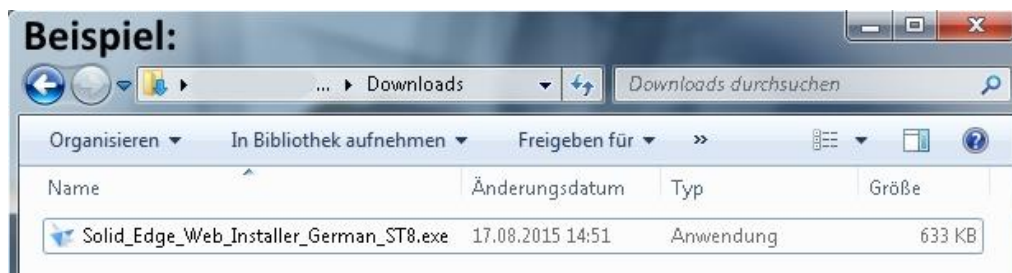 Beispiel:
... ▸ Downloads Downloads durchsuchen
Organisieren In Bibliothek aufnehmen Freigeben für »
Name Änderungsdatum Typ Größe
Solid_Edge_Web_Installer_German_ST8.exe 17.08.2015 14:51 Anwendung 633 KB